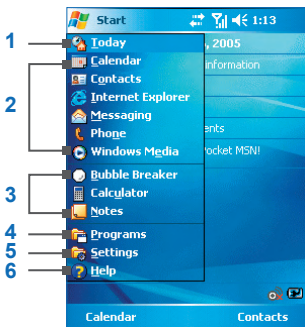 Start 1:13
1 Today , 2005
2 Calendar information
Contacts
Internet Explorer
Messaging
Phone ents
Windows Media Pocket MSN!
3 Bubble Breaker
Calculator
Notes
4 Programs
5 Settings
6 Help
Calendar Contacts